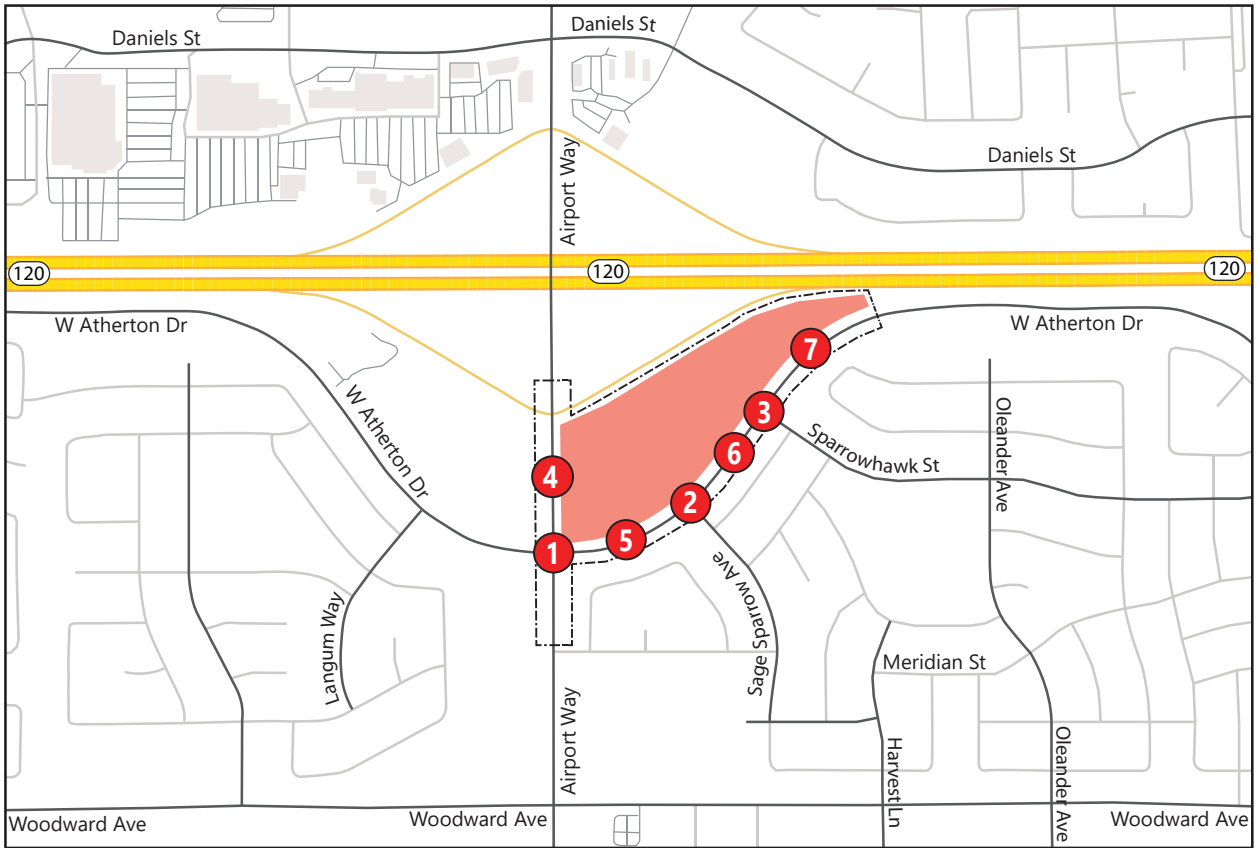 Daniels St
Daniels St
Daniels St
Airport Way
120
120
120
W Atherton Dr
W Atherton Dr
W Atherton Dr
7
3
Oleander Ave
Sparrowhawk St
6
4
2
5
1
Sage Sparrow Ave
Langum Way
Meridian St
Airport Way
Harvest Ln
Oleander Ave
Woodward Ave
Woodward Ave
Woodward Ave